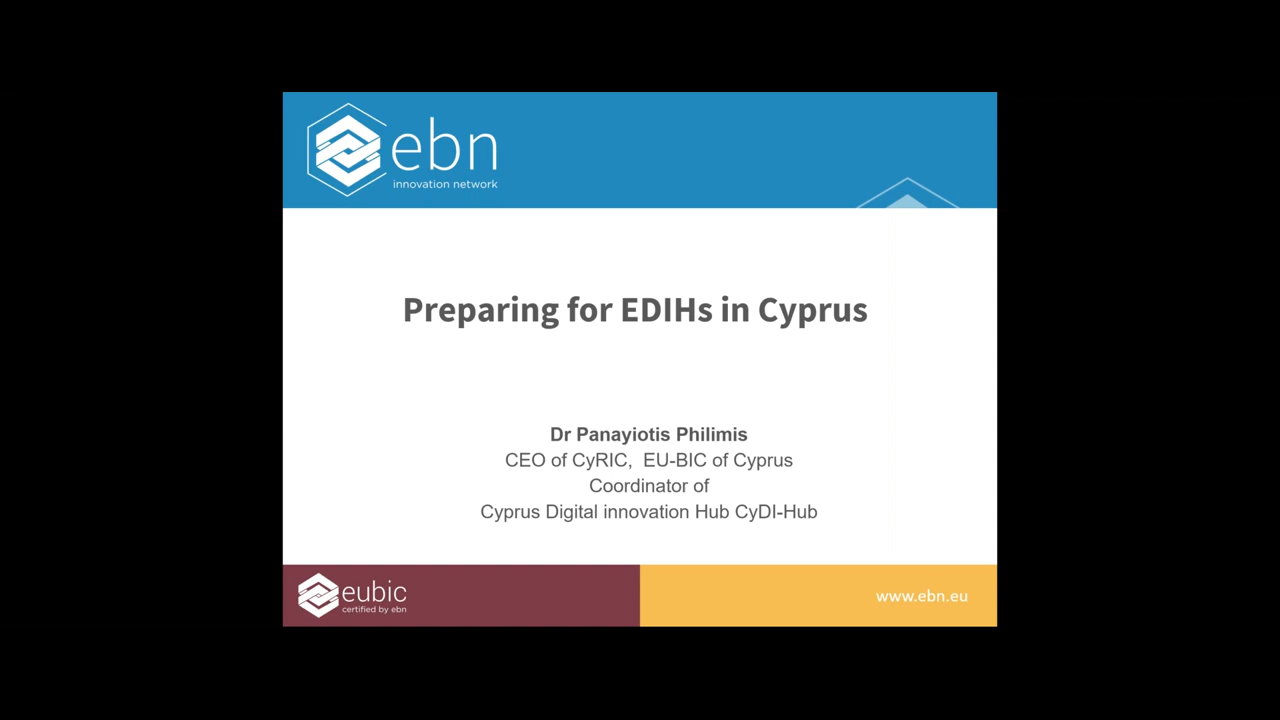 ebn
innovation network
Preparing for EDIHs in Cyprus
Dr Panayiotis Philimis
CEO of CyRIC, EU-BIC of Cyprus
Coordinator of
Cyprus Digital innovation Hub CyDI-Hub
eubic
certified by ebn
www.ebn.eu